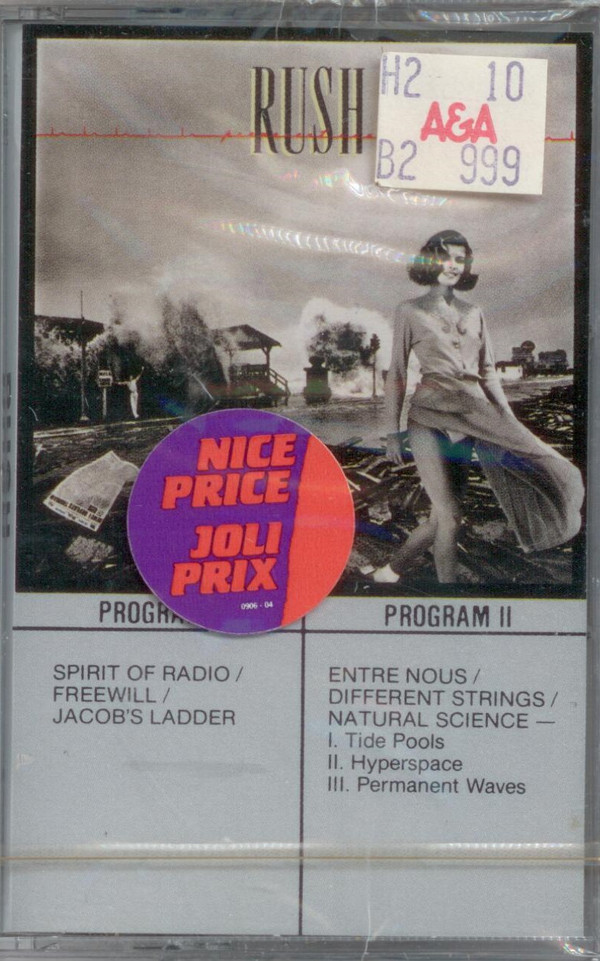 RUSH
H2 10
A&A
B2 999
NICE
PRICE
JOLI
PRIX
0906 - 04
PROGRAM II
SPIRIT OF RADIO /
FREEWILL /
JACOB'S LADDER
ENTRE NOUS /
DIFFERENT STRINGS /
NATURAL SCIENCE —
I. Tide Pools
II. Hyperspace
III. Permanent Waves